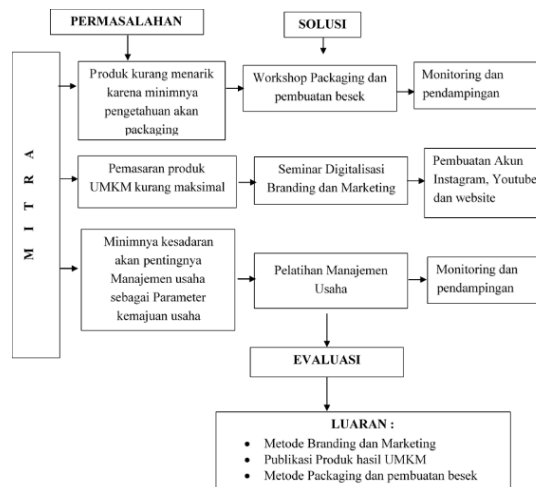 PERMASALAHAN
SOLUSI
M I T R A
Produk kurang menarik
karena minimnya
pengetahuan akan
packaging
Workshop Packaging dan
pembuatan besek
Monitoring dan
pendampingan
Pemasaran produk
UMKM kurang maksimal
Seminar Digitalisasi
Branding dan Marketing
Pembuatan Akun
Instagram, Youtube
dan website
Minimnya kesadaran
akan pentingnya
Manajemen usaha
sebagai Parameter
kemajuan usaha
Pelatihan Manajemen
Usaha
Monitoring dan
pendampingan
EVALUASI
LUARAN :
• Metode Branding dan Marketing
• Publikasi Produk hasil UMKM
• Metode Packaging dan pembuatan besek